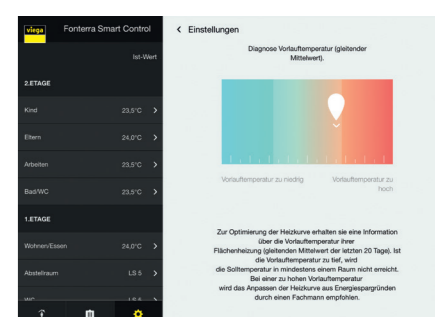 viega
Fonterra Smart Control
Ist-Wert
2.ETAGE
Kind 23,5°C
Eltern 24,0°C
Arbeiten 23,5°C
Bad/WC 23,5°C
1.ETAGE
Wohnen/Essen 24,0°C
Abstellraum LS 5
WC LS 5
Einstellungen
Diagnose Vorlauftemperatur (gleitender
Mittelwert).
Vorlauftemperatur zu niedrig
Vorlauftemperatur zu
hoch
Zur Optimierung der Heizkurve erhalten sie eine Information
über die Vorlauftemperatur ihrer
Flächenheizung (gleitenden Mittelwert der letzten 20 Tage). Ist
die Vorlauftemperatur zu tief, wird
die Solltemperatur in mindestens einem Raum nicht erreicht.
Bei einer zu hohen Vorlauftemperatur
wird das Anpassen der Heizkurve aus Energiespargründen
durch einen Fachmann empfohlen.